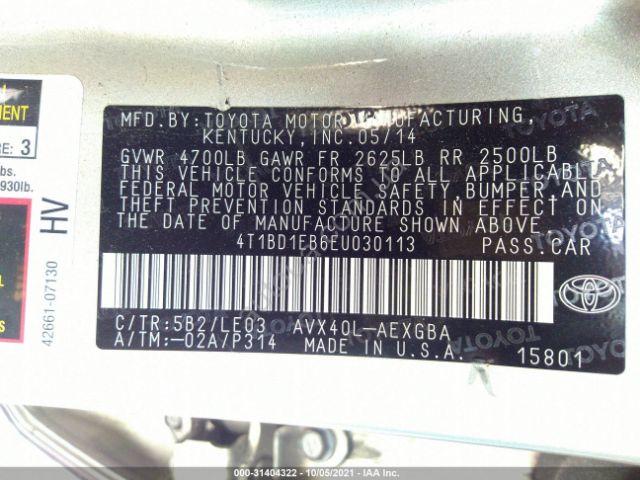 MENT
RE: 3
lbs.
930lb.
HV
42661-07130
MFD. BY: TOYOTA MOTOR MANUFACTURING,
KENTUCKY, INC. 05/14
GVWR 4700LB GAWR FR 2625LB RR 2500LB
THIS VEHICLE CONFORMS TO ALL APPLICABLE
FEDERAL MOTOR VEHICLE SAFETY, BUMPER AND
THEFT PREVENTION STANDARDS IN EFFECT ON
THE DATE OF MANUFACTURE SHOWN ABOVE.
4T1BD1EB6EU030113 PASS. CAR
C/TR: 5B2/LE03 AVX40L-AEXGBA
A/TM: -02A/P314 MADE IN U.S.A. 15801
TOYOTA
000-31404322 | 10/05/2021 | IAA Inc.